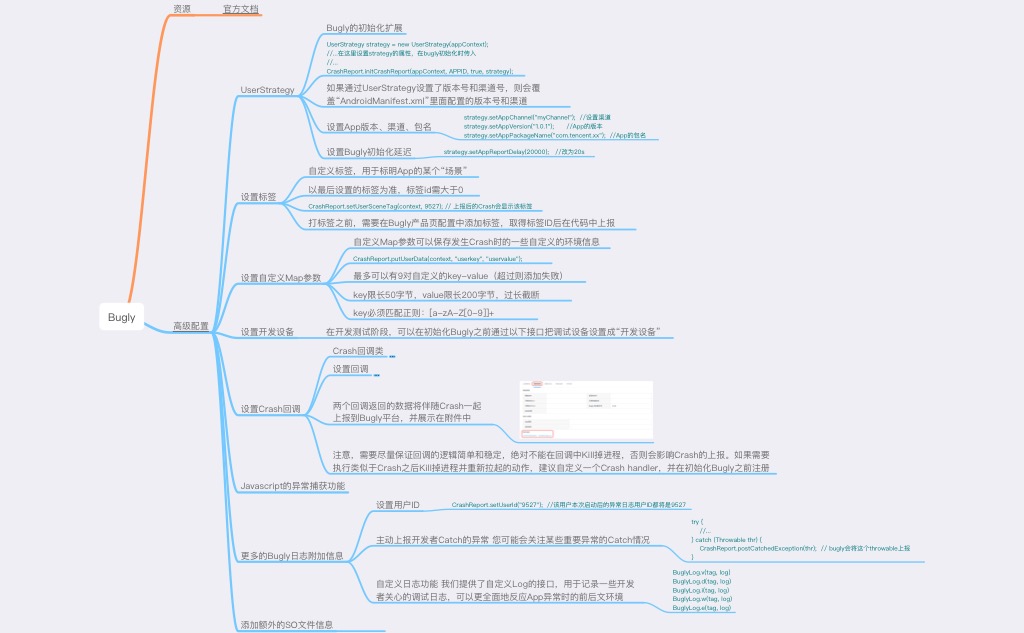 资源
官方文档
Bugly
高级配置
UserStrategy
Bugly的初始化扩展
UserStrategy strategy = new UserStrategy(appContext);
//...在这里设置strategy的属性，在bugly初始化时传入
//...
CrashReport.initCrashReport(appContext, APPID, true, strategy);
如果通过UserStrategy设置了版本号和渠道号，则会覆
盖“AndroidManifest.xml”里面配置的版本号和渠道
设置App版本、渠道、包名
strategy.setAppChannel("myChannel");  //设置渠道
strategy.setAppVersion("1.0.1");      //App的版本
strategy.setAppPackageName("com.tencent.xx");  //App的包名
设置Bugly初始化延迟
strategy.setAppReportDelay(20000);   //改为20s
设置标签
自定义标签，用于标明App的某个“场景”
以最后设置的标签为准，标签id需大于0
CrashReport.setUserSceneTag(context, 9527); // 上报后的Crash会显示该标签
打标签之前，需要在Bugly产品页配置中添加标签，取得标签ID后在代码中上报
设置自定义Map参数
自定义Map参数可以保存发生Crash时的一些自定义的环境信息
CrashReport.putUserData(context, "userkey", "uservalue");
最多可以有9对自定义的key-value（超过则添加失败）
key限长50字节，value限长200字节，过长截断
key必须匹配正则：[a-zA-Z[0-9]]+
设置开发设备
在开发测试阶段，可以在初始化Bugly之前通过以下接口把调试设备设置成“开发设备”
设置Crash回调
Crash回调类
设置回调
两个回调返回的数据将伴随Crash一起
上报到Bugly平台，并展示在附件中
注意，需要尽量保证回调的逻辑简单和稳定，绝对不能在回调中Kill掉进程，否则会影响Crash的上报。如果需要
执行类似于Crash之后Kill掉进程并重新拉起的动作，建议自定义一个Crash handler，并在初始化Bugly之前注册
Javascript的异常捕获功能
更多的Bugly日志附加信息
设置用户ID
CrashReport.setUserId("9527");  //该用户本次启动后的异常日志用户ID都将是9527
主动上报开发者Catch的异常 您可能会关注某些重要异常的Catch情况
try {
//...
} catch (Throwable thr) {
CrashReport.postCatchedException(thr);  // bugly会将这个throwable上报
}
自定义日志功能 我们提供了自定义Log的接口，用于记录一些开发
者关心的调试日志，可以更全面地反应App异常时的前后文环境
BuglyLog.v(tag, log)
BuglyLog.d(tag, log)
BuglyLog.i(tag, log)
BuglyLog.w(tag, log)
BuglyLog.e(tag, log)
添加额外的SO文件信息